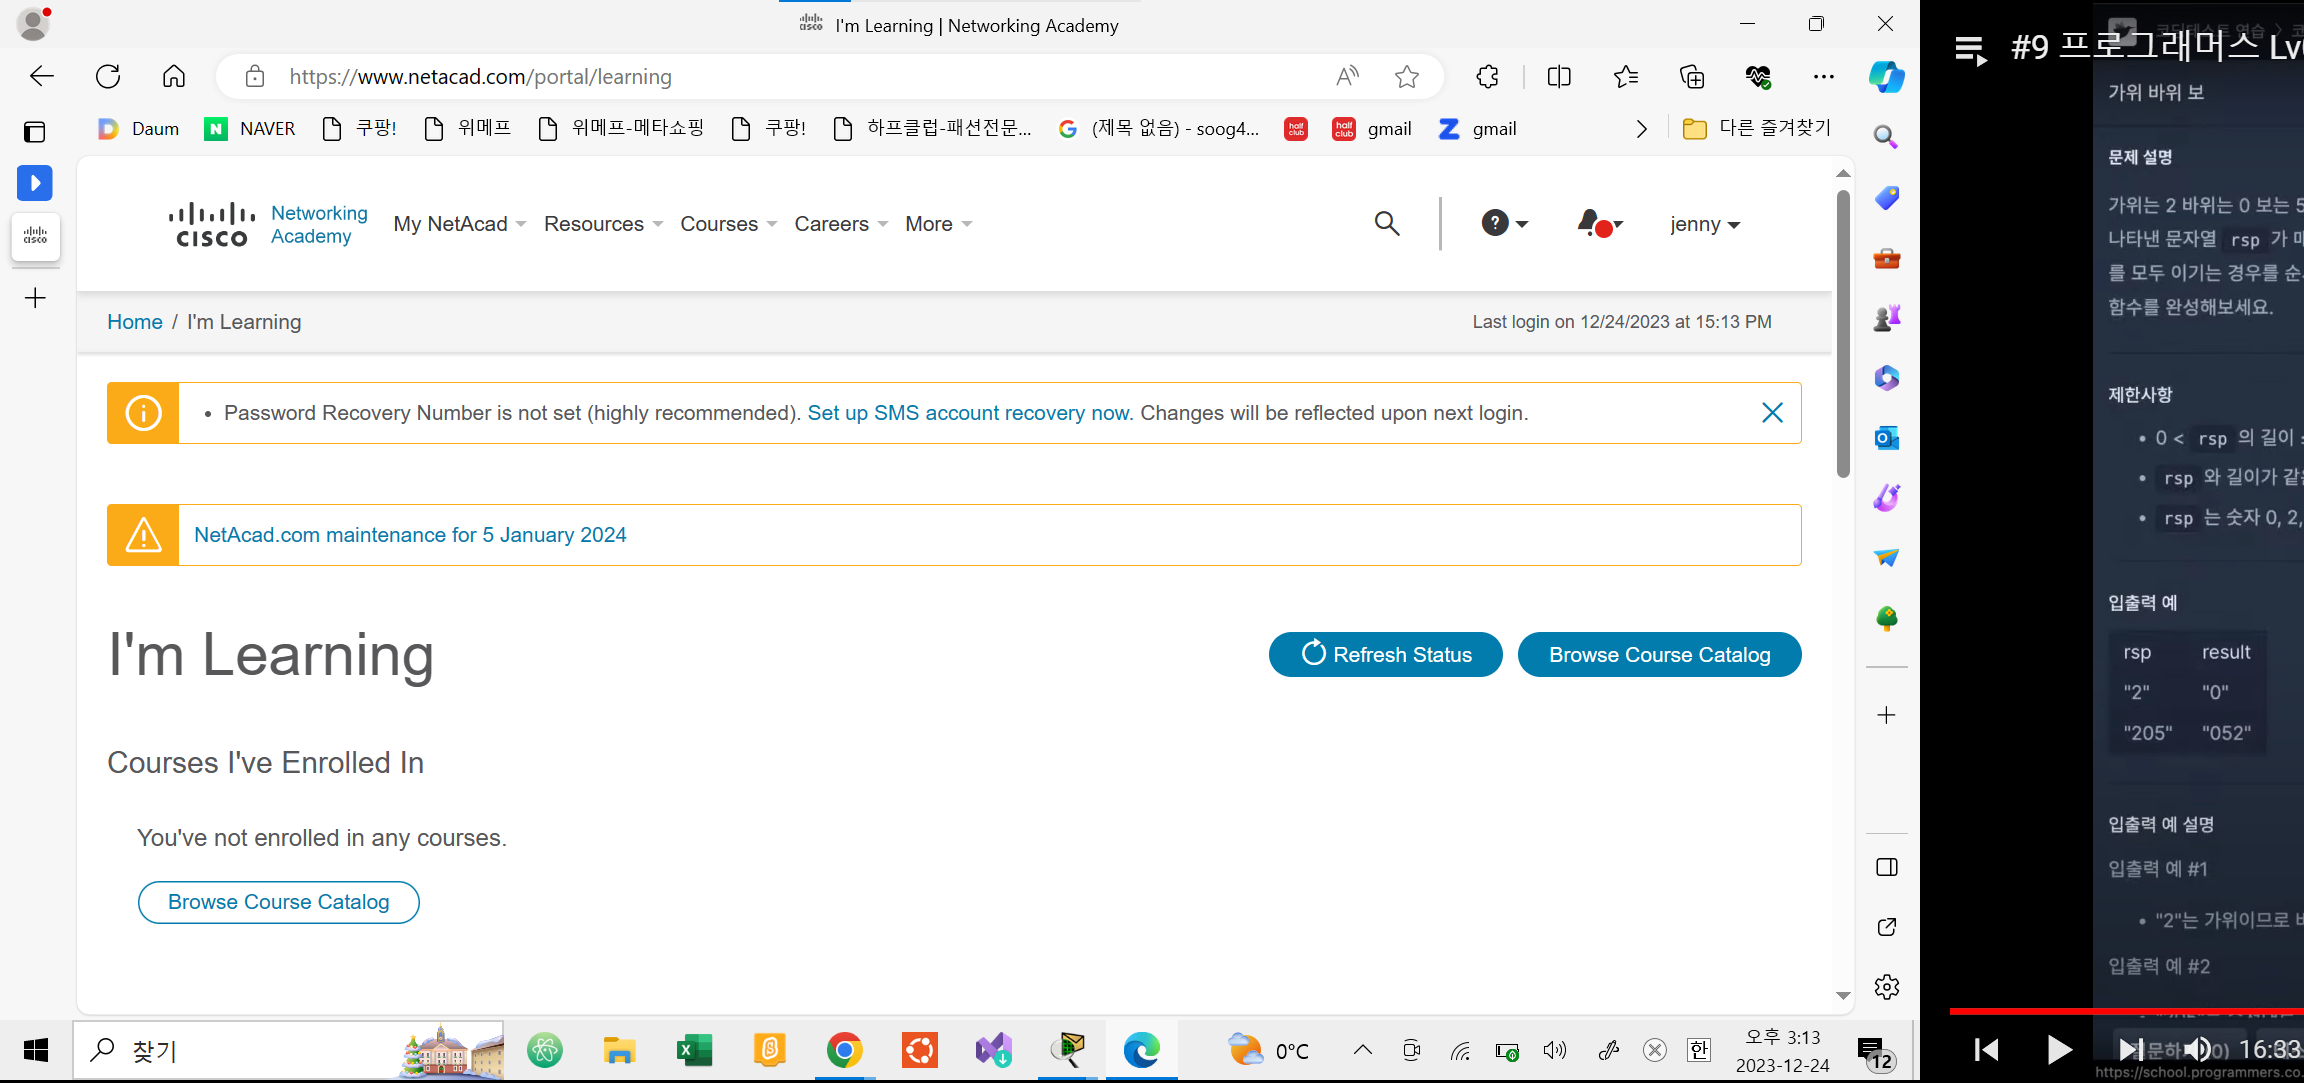 I'm Learning | Networking Academy
https://www.netacad.com/portal/learning
Daum
NAVER
쿠팡!
위메프
위메프-메타쇼핑
쿠팡!
하프클럽-패션전문...
(제목 없음) - soog4...
half club
half club
gmail
gmail
다른 즐겨찾기
cisco
CISCO
Networking
Academy
My NetAcad
Resources
Courses
Careers
More
jenny
Home / I'm Learning
Last login on 12/24/2023 at 15:13 PM
• Password Recovery Number is not set (highly recommended). Set up SMS account recovery now. Changes will be reflected upon next login.
NetAcad.com maintenance for 5 January 2024
I'm Learning
Refresh Status
Browse Course Catalog
Courses I've Enrolled In
You've not enrolled in any courses.
Browse Course Catalog
찾기
0°C
한
오후 3:13
2023-12-24
12
#9 프로그래머스 Lv
가위 바위 보
문제 설명
가위는 2 바위는 0 보는 5
나타낸 문자열 rsp 가 매
를 모두 이기는 경우를 순
함수를 완성해보세요.
제한사항
• 0 < rsp 의 길이
• rsp 와 길이가 같은
• rsp 는 숫자 0, 2,
입출력 예
rsp result
"2" "0"
"205" "052"
입출력 예 설명
입출력 예 #1
• "2"는 가위이므로 바
입출력 예 #2
16:33
https://school.programmers.co.